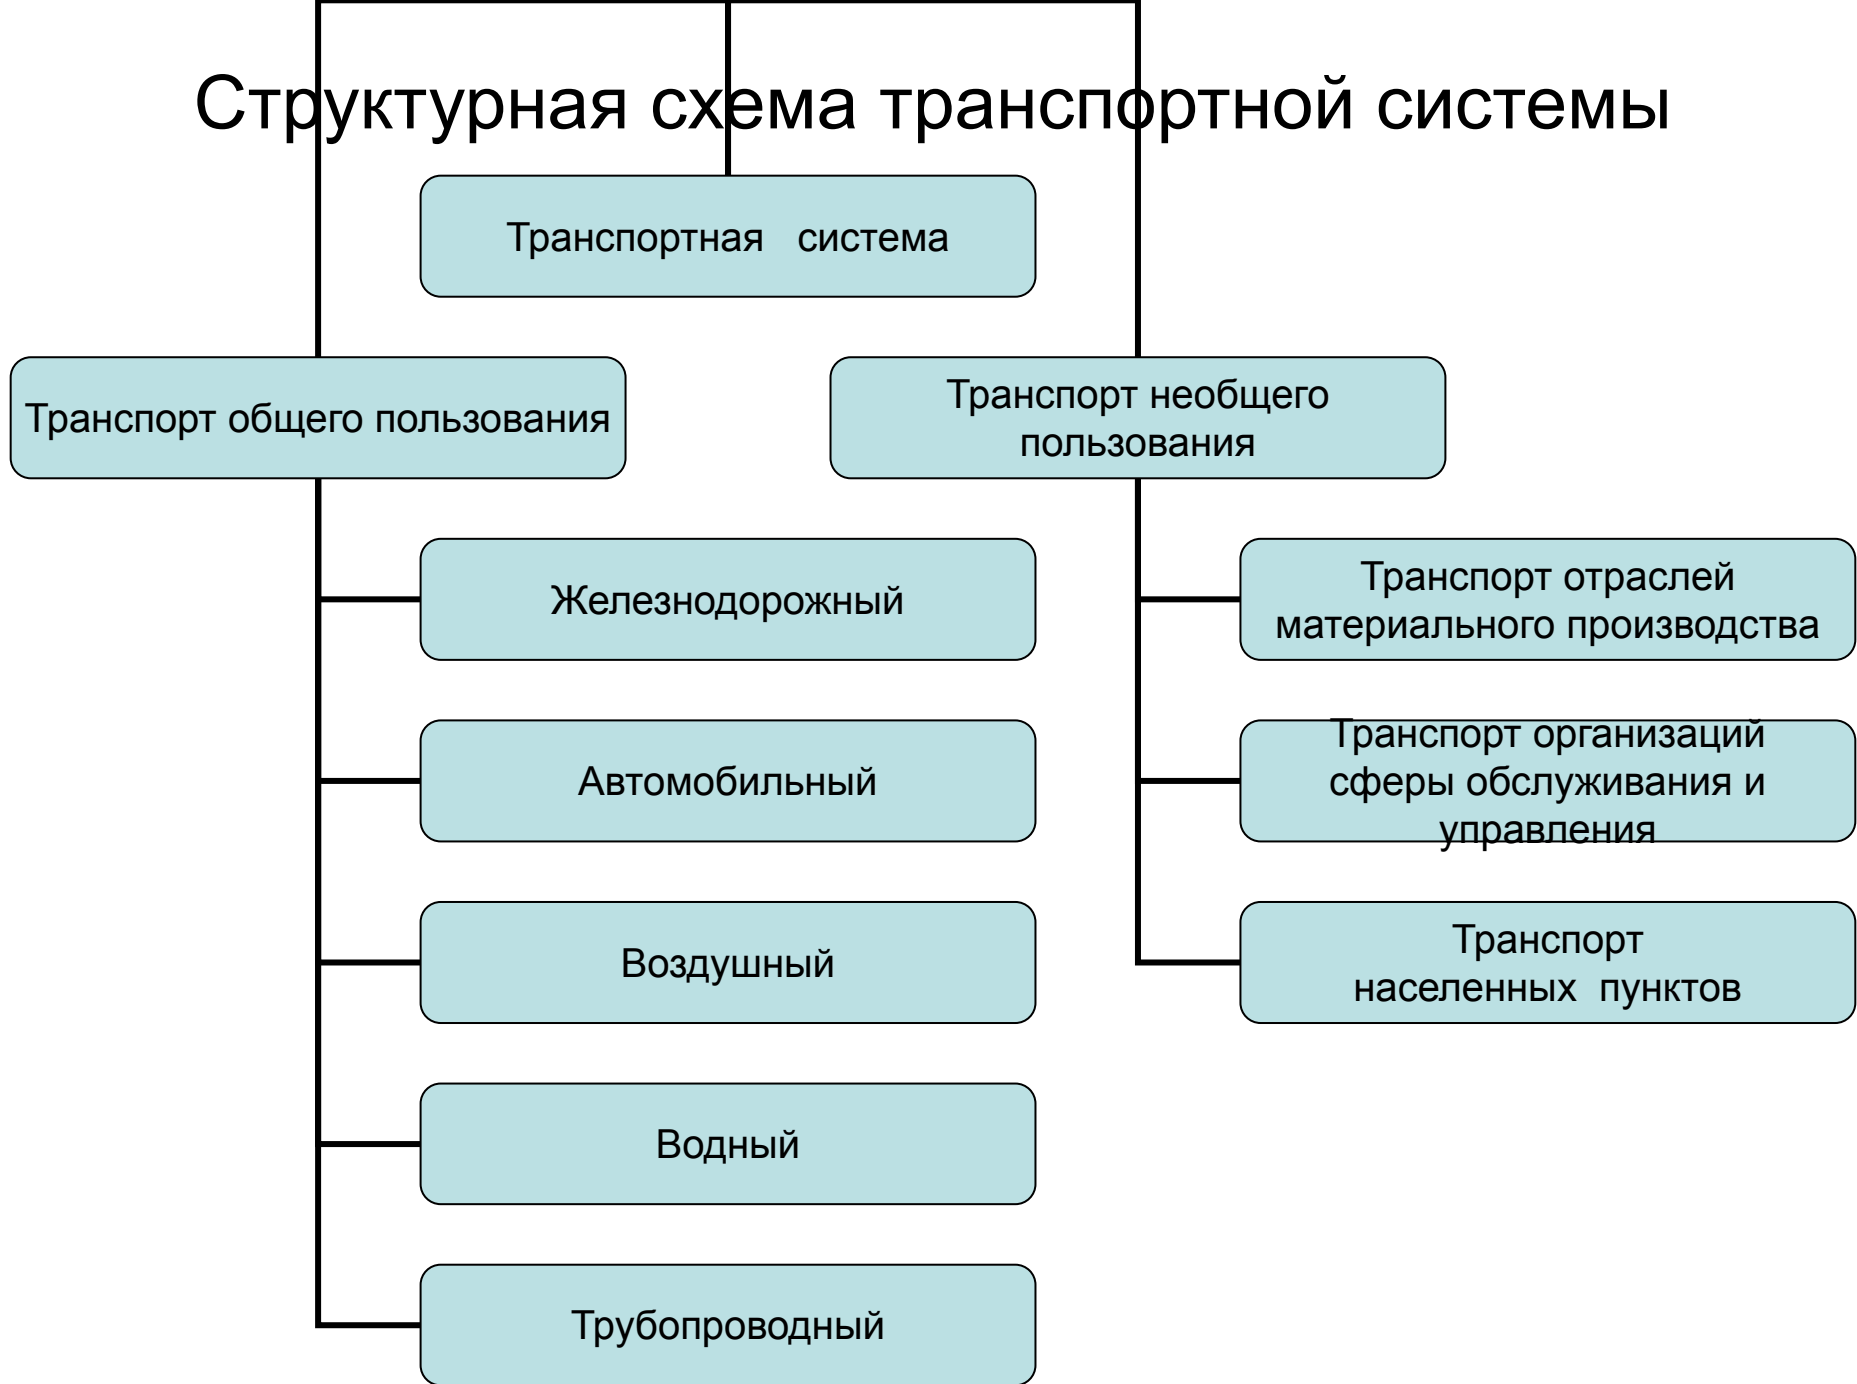 Структурная схема транспортной системы
Транспортная система
Транспорт общего пользования
Транспорт необщего
пользования
Железнодорожный
Автомобильный
Воздушный
Водный
Трубопроводный
Транспорт отраслей
материального производства
Транспорт организаций
сферы обслуживания и
управления
Транспорт
населенных пунктов